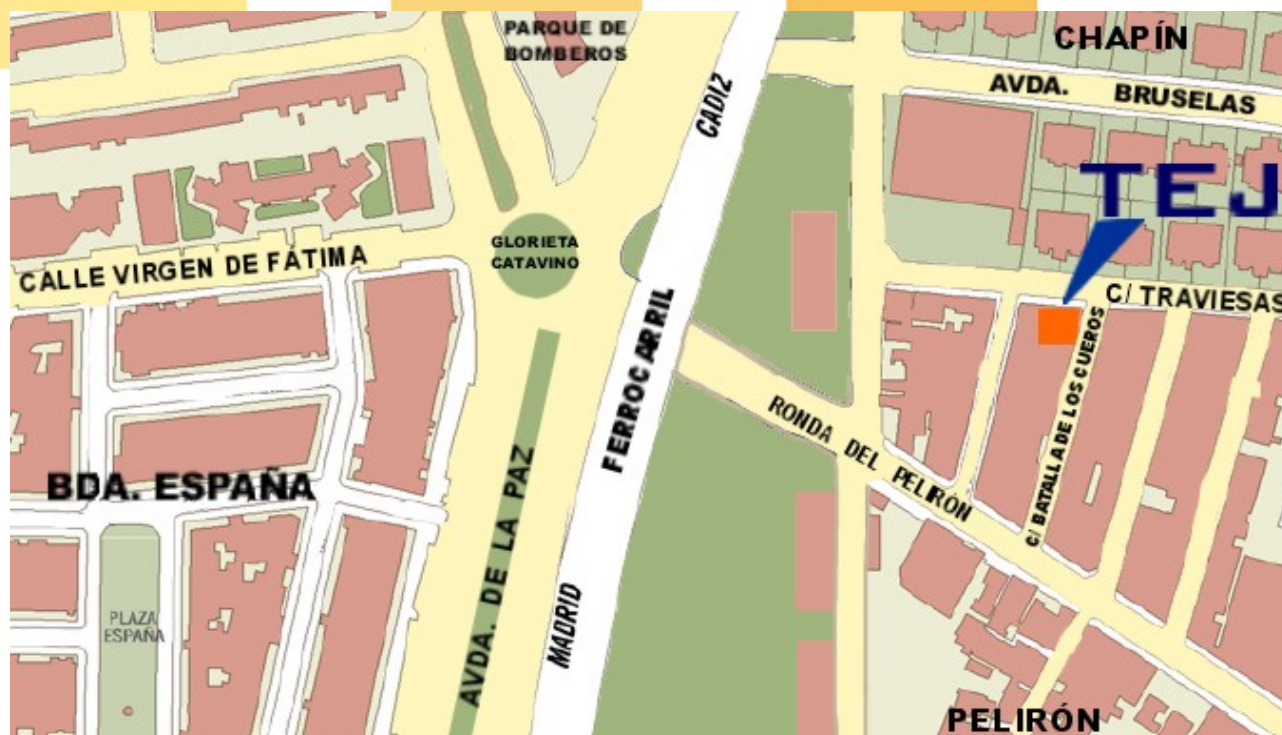 PARQUE DE
BOMBEROS
CHAPÍN
CADIZ
AVDA. BRUSELAS
TEJ
GLORIETA
CATAVINO
CALLE VIRGEN DE FÁTIMA
C/ TRAVIESAS
FERROCARRIL
C/ BATALLA DE LOS CUEROS
RONDA DEL PELIRÓN
BDA. ESPAÑA
AVDA. DE LA PAZ
MADRID
PLAZA
ESPAÑA
PELIRÓN